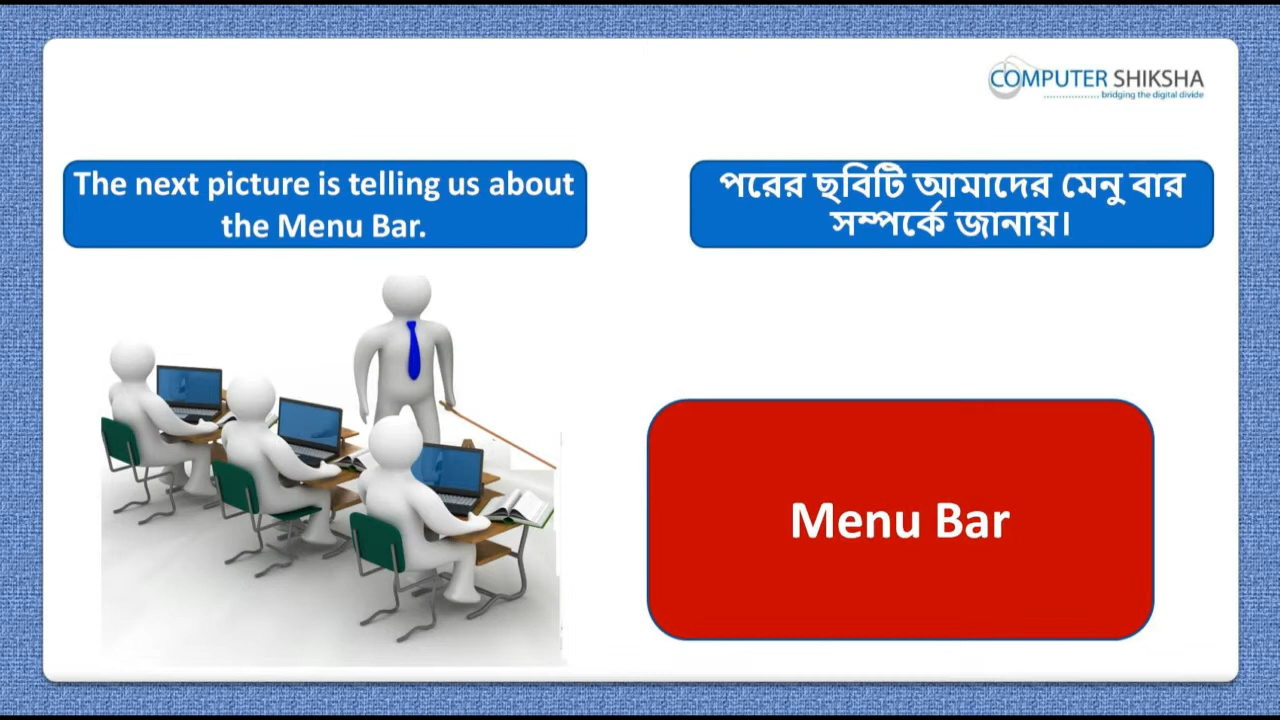 COMPUTER SHIKSHA
bridging the digital divide
The next picture is telling us about
the Menu Bar.
পরের ছবিটি আমাদের মেনু বার
সম্পর্কে জানায়।
Menu Bar